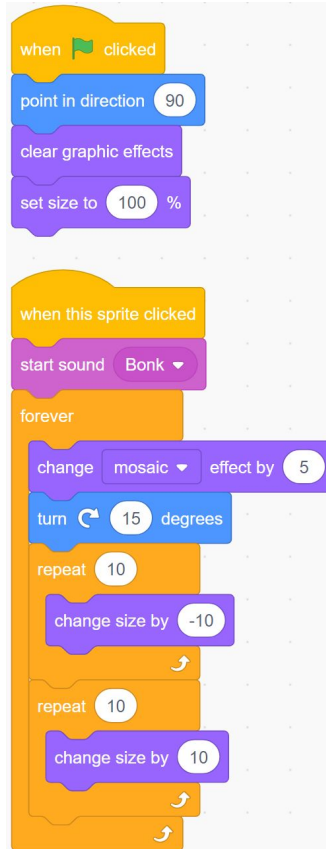 when clicked
point in direction 90
clear graphic effects
set size to 100 %
when this sprite clicked
start sound Bonk
forever
change mosaic effect by 5
turn 15 degrees
repeat 10
change size by -10
repeat 10
change size by 10